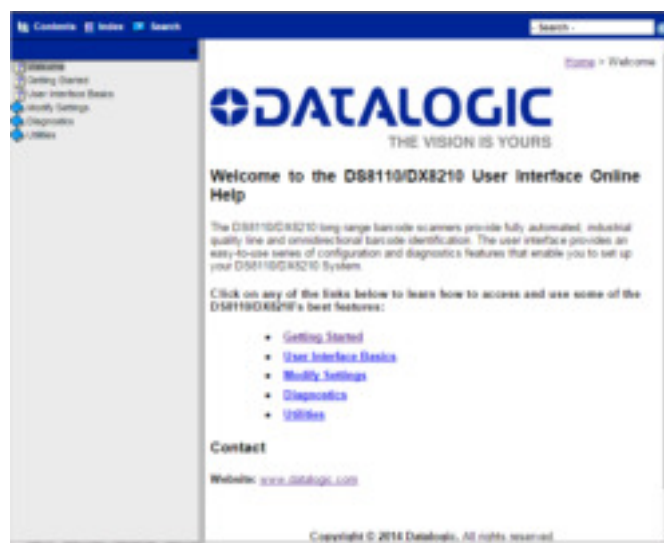 Contents Index Search
- Search -
Welcome
Getting Started
User Interface Basics
Modify Settings
Diagnostics
Utilities
Home > Welcome
DATALOGIC
THE VISION IS YOURS
Welcome to the DS8110/DX8210 User Interface Online
Help
The DS8110/DX8210 long range barcode scanners provide fully automated, industrial
quality line and omnidirectional barcode identification. The user interface provides an
easy-to-use series of configuration and diagnostics features that enable you to set up
your DS8110/DX8210 System.
Click on any of the links below to learn how to access and use some of the
DS8110/DX8210's best features:
• Getting Started
• User Interface Basics
• Modify Settings
• Diagnostics
• Utilities
Contact
Website: www.datalogic.com
Copyright © 2014 Datalogic. All rights reserved.